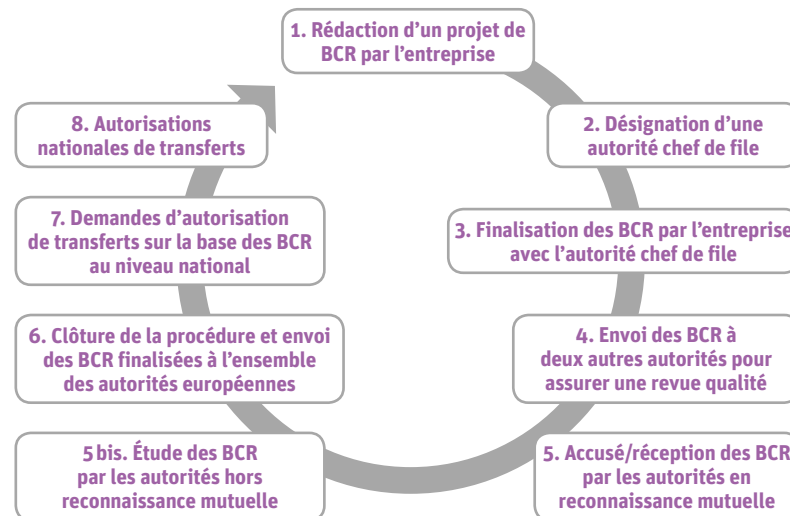 1. Rédaction d’un projet de
BCR par l’entreprise
2. Désignation d’une
autorité chef de file
3. Finalisation des BCR par l’entreprise
avec l’autorité chef de file
4. Envoi des BCR à
deux autres autorités pour
assurer une revue qualité
5. Accusé/réception des BCR
par les autorités en
reconnaissance mutuelle
5 bis. Étude des BCR
par les autorités hors
reconnaissance mutuelle
6. Clôture de la procédure et envoi
des BCR finalisées à l’ensemble
des autorités européennes
7. Demandes d’autorisation
de transferts sur la base des BCR
au niveau national
8. Autorisations
nationales de transferts